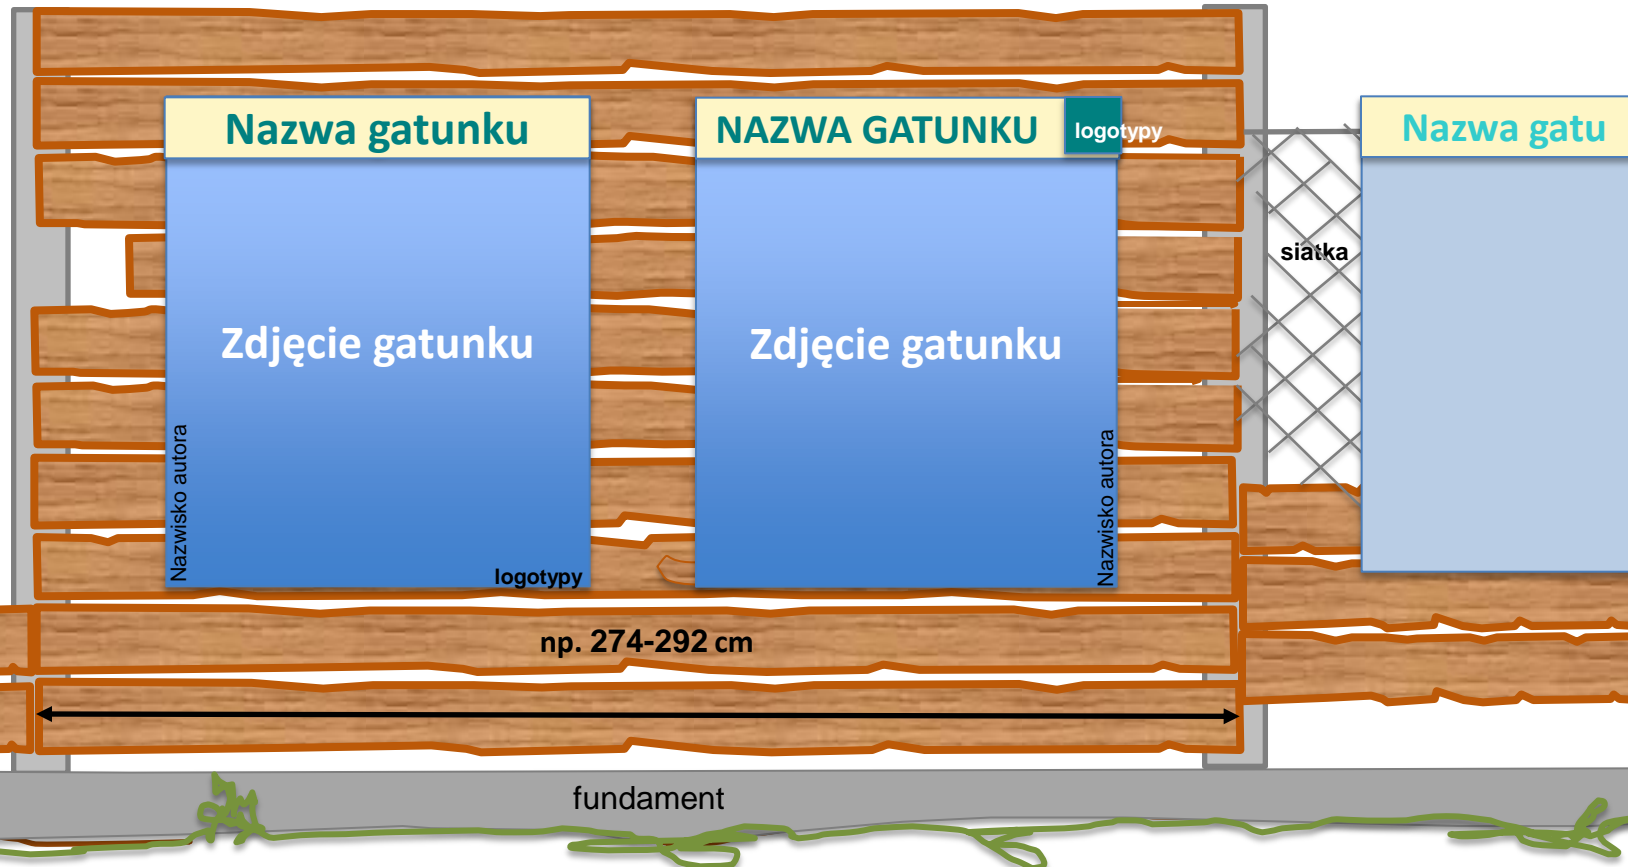 Nazwa gatunku
NAZWA GATUNKU
logotypy
Nazwa gatu
siatka
Zdjęcie gatunku
Zdjęcie gatunku
Nazwisko autora
logotypy
Nazwisko autora
np. 274-292 cm
fundament